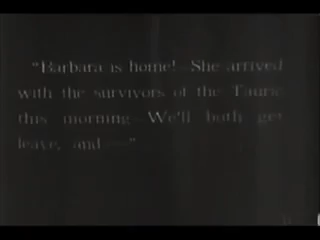 "Barbara is home! She arrived
with the survivors of the Tauric
this morning—We'll both get
leave, and—"